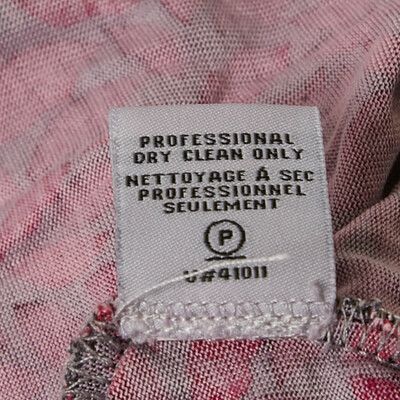 PROFESSIONAL
DRY CLEAN ONLY
NETTOYAGE Á SEC
PROFESSIONNEL
SEULEMENT
P
V#41011